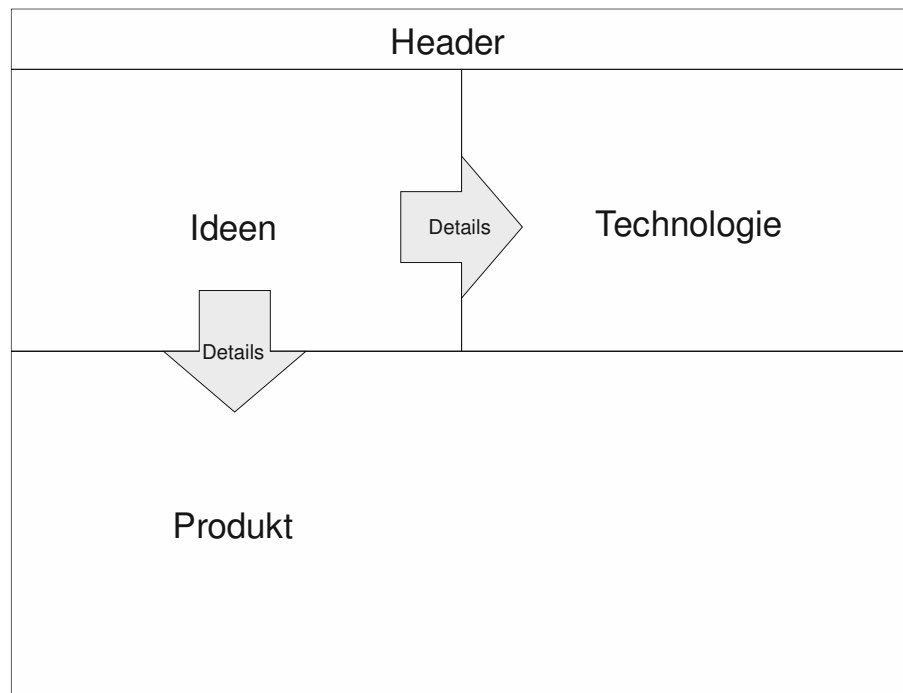 Header
Ideen
Details
Technologie
Details
Produkt